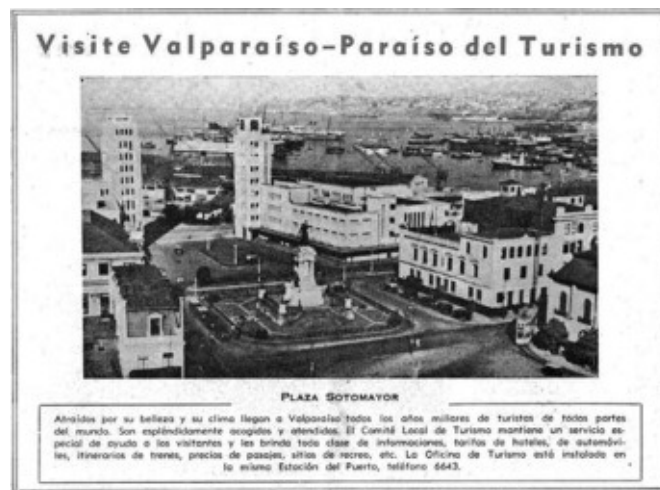 Visite Valparaíso–Paraíso del Turismo
PLAZA SOTOMAYOR
Atraídos por su belleza y su clima llegan a Valparaíso todos los años millares de turistas de todas partes
del mundo. Son espléndidamente acogidos y atendidos. El Comité Local de Turismo mantiene un servicio es-
pecial de ayuda a los visitantes y les brinda toda clase de informaciones, tarifas de hoteles, de automóvi-
les, itinerarios de trenes, precios de pasajes, sitios de recreo, etc. La Oficina de Turismo está instalada en
la misma Estación del Puerto, teléfono 6643.